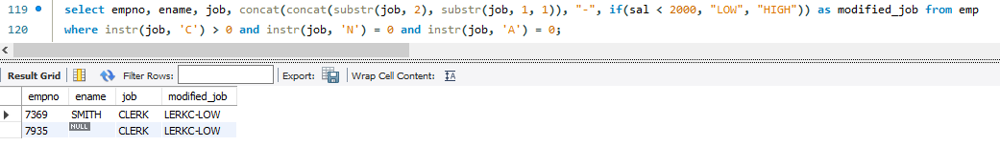 119 select empno, ename, job, concat(concat(substr(job, 2), substr(job, 1, 1)), "-", if(sal < 2000, "LOW", "HIGH")) as modified_job from emp
120 where instr(job, 'C') > 0 and instr(job, 'N') = 0 and instr(job, 'A') = 0;
Result Grid Filter Rows: Export: Wrap Cell Content: IA
empno ename job modified_job
7369 SMITH CLERK LERKC-LOW
7935 NULL CLERK LERKC-LOW